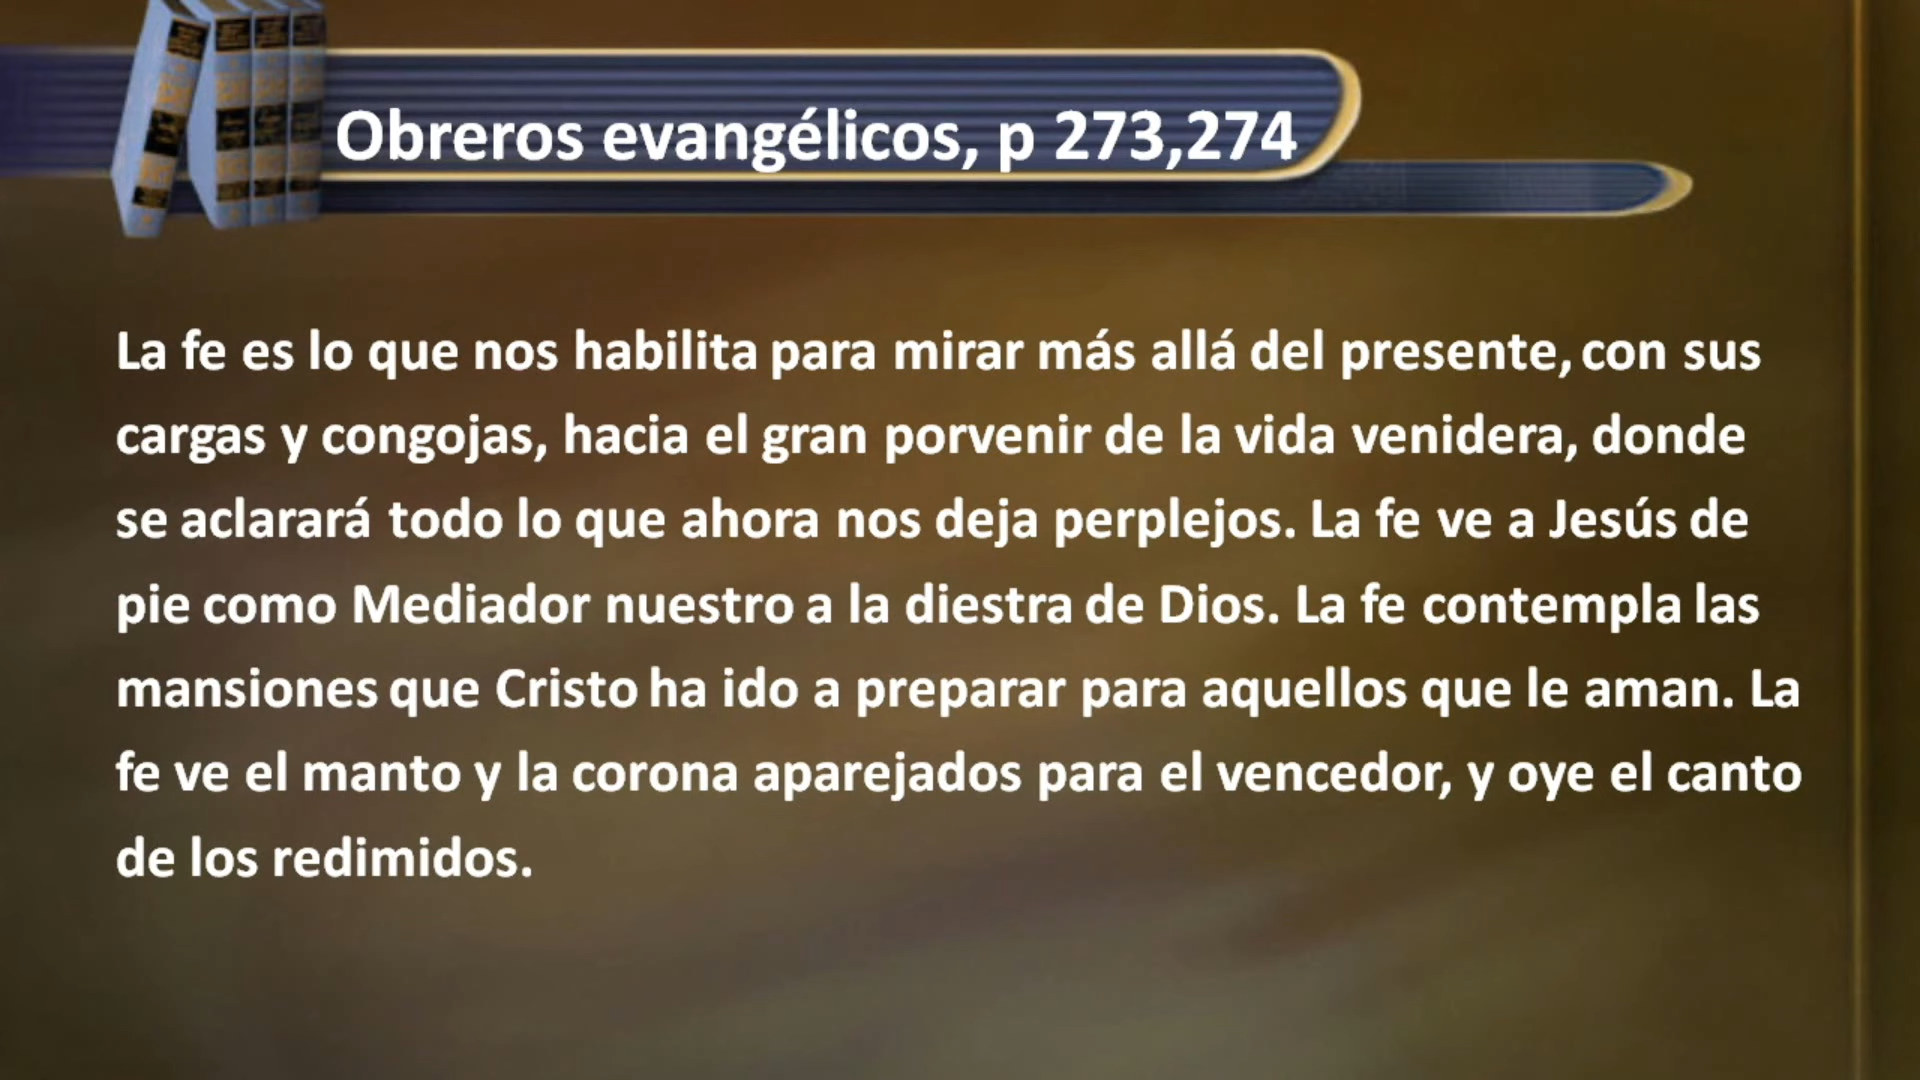 Obreros evangélicos, p 273,274
La fe es lo que nos habilita para mirar más allá del presente, con sus
cargas y congojas, hacia el gran porvenir de la vida venidera, donde
se aclarará todo lo que ahora nos deja perplejos. La fe ve a Jesús de
pie como Mediador nuestro a la diestra de Dios. La fe contempla las
mansiones que Cristo ha ido a preparar para aquellos que le aman. La
fe ve el manto y la corona aparejados para el vencedor, y oye el canto
de los redimidos.